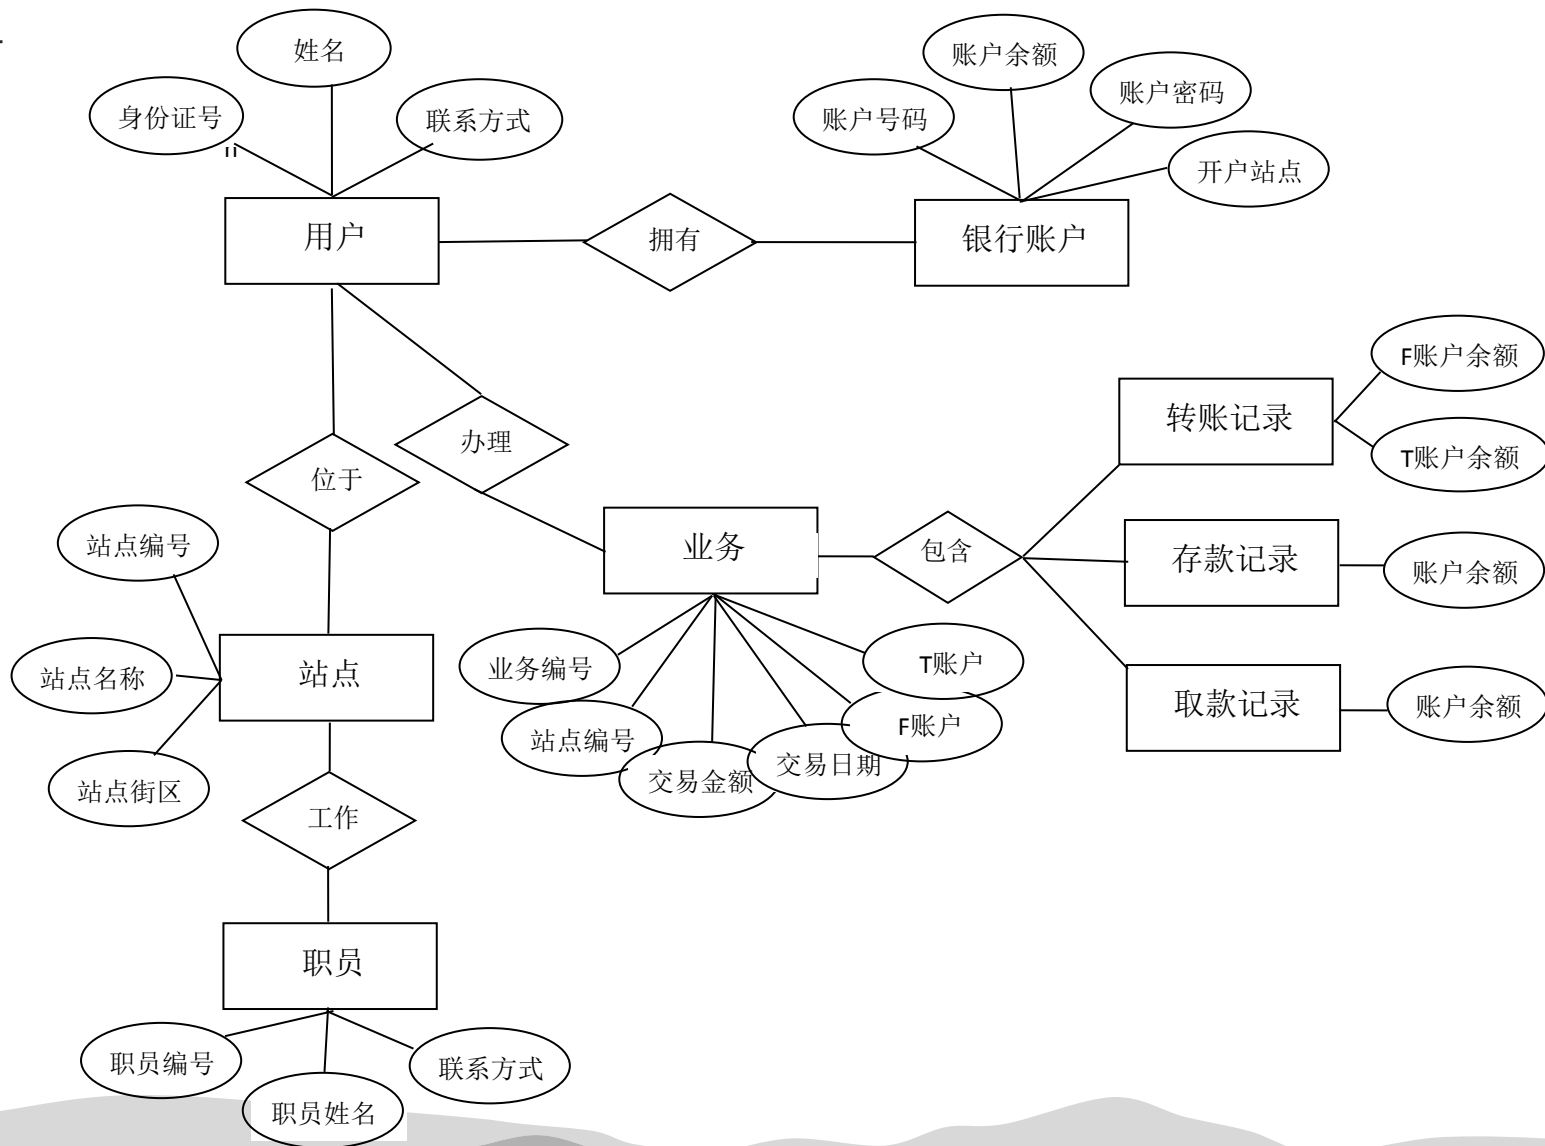 姓名
身份证号
联系方式
账户余额
账户密码
账户号码
开户站点
用户
拥有
银行账户
F账户余额
转账记录
T账户余额
办理
位于
站点编号
业务
包含
存款记录
账户余额
站点名称
站点
业务编号
T账户
取款记录
账户余额
站点编号
F账户
交易金额
交易日期
站点街区
工作
职员
职员编号
联系方式
职员姓名